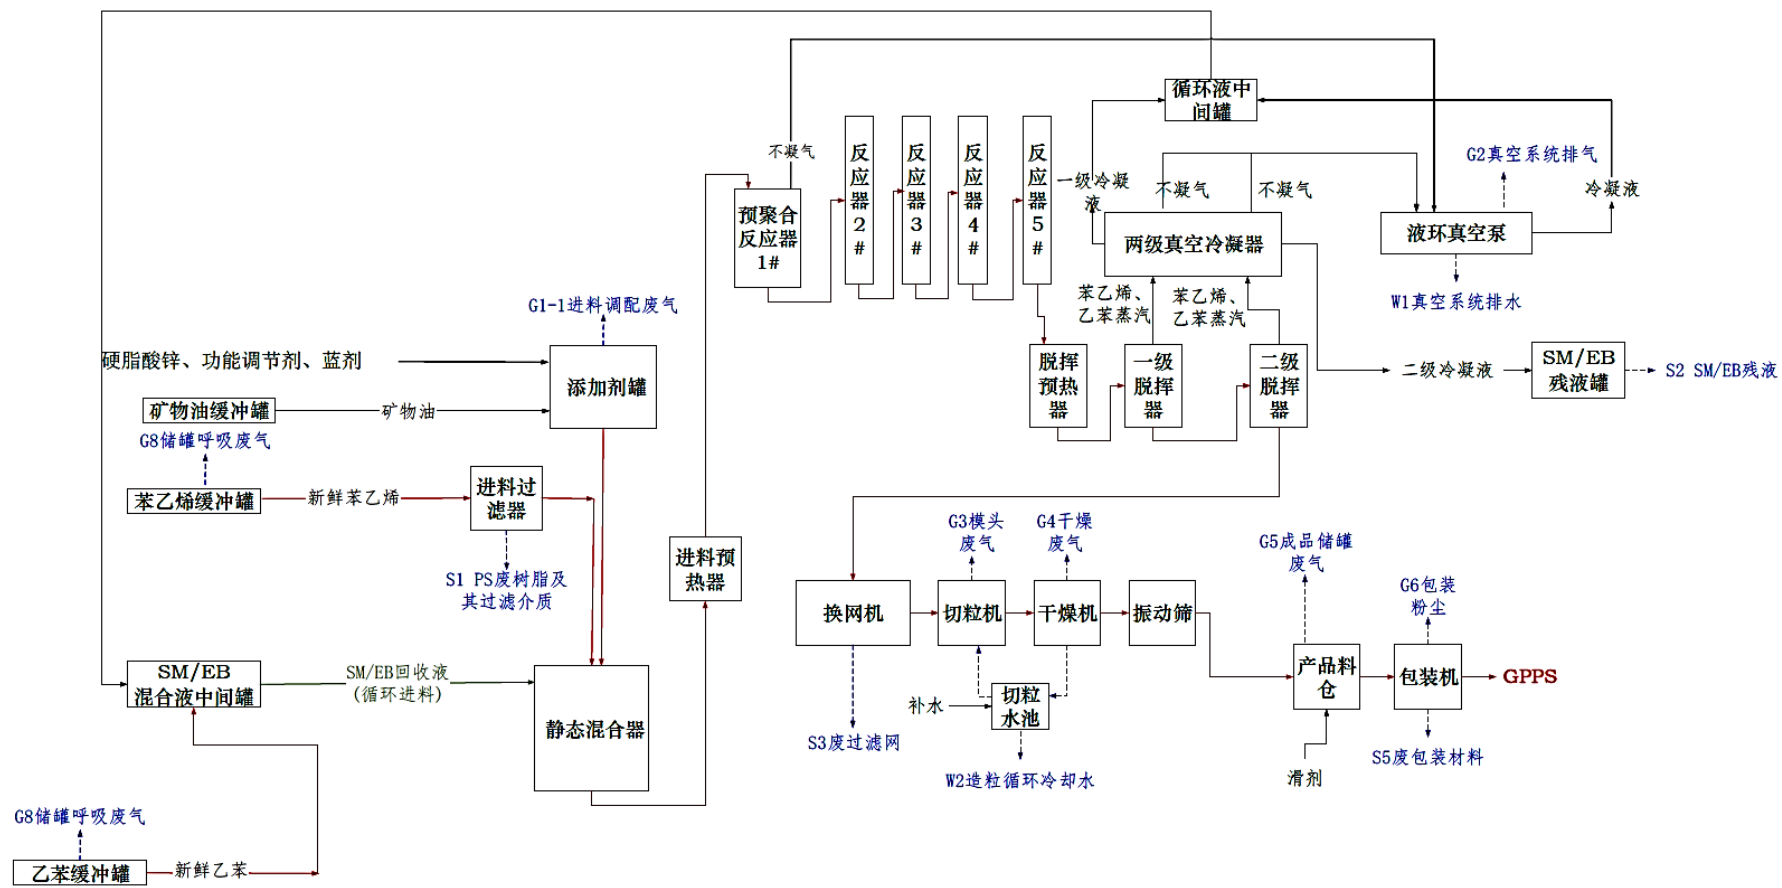 循环液中
间罐
不凝气
反
应
器
2
#
反
应
器
3
#
反
应
器
4
#
反
应
器
5
#
一级冷凝
液
不凝气
不凝气
G2真空系统排气
冷凝液
预聚合
反应器
1#
两级真空冷凝器
液环真空泵
W1真空系统排水
苯乙烯、
乙苯蒸汽
苯乙烯、
乙苯蒸汽
G1-1进料调配废气
硬脂酸锌、功能调节剂、蓝剂
添加剂罐
脱挥
预热
器
一级
脱挥
器
二级
脱挥
器
二级冷凝液
SM/EB
残液罐
S2 SM/EB残液
矿物油缓冲罐
矿物油
G8储罐呼吸废气
苯乙烯缓冲罐
新鲜苯乙烯
进料过
滤器
S1 PS废树脂及
其过滤介质
进料预
热器
G3模头
废气
G4干燥
废气
G5成品储罐
废气
G6包装
粉尘
换网机
切粒机
干燥机
振动筛
产品料
仓
包装机
GPPS
补水
切粒
水池
S3废过滤网
W2造粒循环冷却水
滑剂
S5废包装材料
SM/EB
混合液中间罐
SM/EB回收液
(循环进料)
静态混合器
G8储罐呼吸废气
乙苯缓冲罐
新鲜乙苯